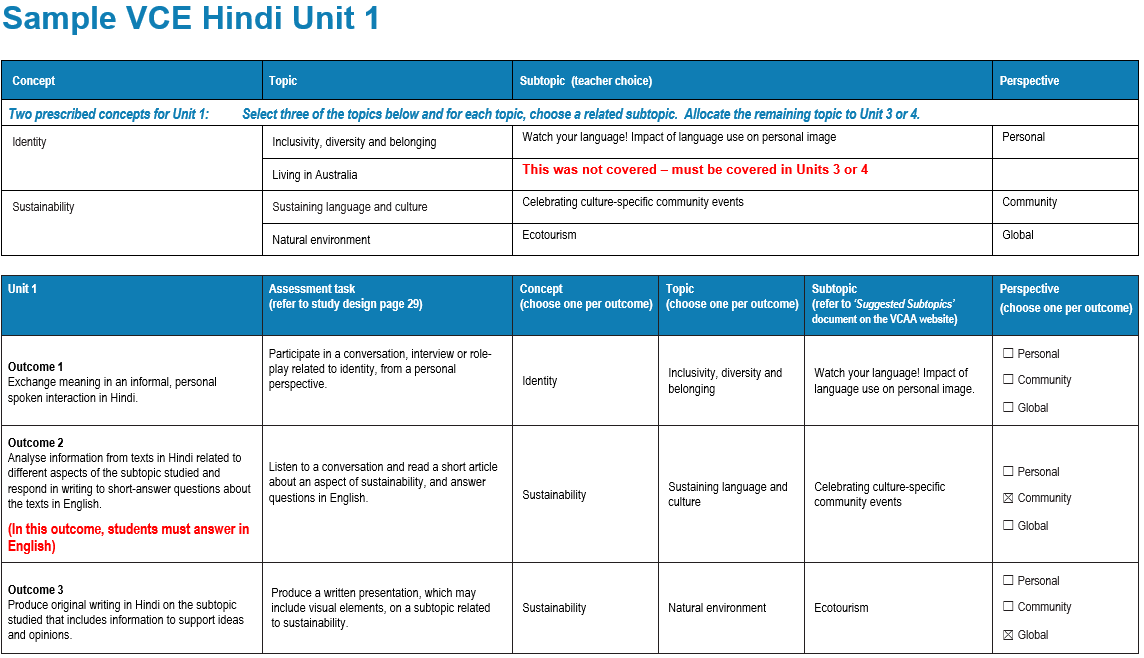 Sample VCE Hindi Unit 1
Concept
Topic
Subtopic (teacher choice)
Perspective
Two prescribed concepts for Unit 1: Select three of the topics below and for each topic, choose a related subtopic. Allocate the remaining topic to Unit 3 or 4.
Identity
Inclusivity, diversity and belonging
Watch your language! Impact of language use on personal image
Personal
Living in Australia
This was not covered – must be covered in Units 3 or 4
Sustainability
Sustaining language and culture
Celebrating culture-specific community events
Community
Natural environment
Ecotourism
Global
Unit 1
Assessment task
(refer to study design page 29)
Concept
(choose one per outcome)
Topic
(choose one per outcome)
Subtopic
(refer to 'Suggested Subtopics'
document on the VCAA website)
Perspective
(choose one per outcome)
Outcome 1
Exchange meaning in an informal, personal
spoken interaction in Hindi.
Participate in a conversation, interview or role-
play related to identity, from a personal
perspective.
Identity
Inclusivity, diversity and
belonging
Watch your language! Impact of
language use on personal image.
☐ Personal
☐ Community
☐ Global
Outcome 2
Analyse information from texts in Hindi related to
different aspects of the subtopic studied and
respond in writing to short-answer questions about
the texts in English.
(In this outcome, students must answer in
English)
Listen to a conversation and read a short article
about an aspect of sustainability, and answer
questions in English.
Sustainability
Sustaining language and
culture
Celebrating culture-specific
community events
☐ Personal
☒ Community
☐ Global
Outcome 3
Produce original writing in Hindi on the subtopic
studied that includes information to support ideas
and opinions.
Produce a written presentation, which may
include visual elements, on a subtopic related
to sustainability.
Sustainability
Natural environment
Ecotourism
☐ Personal
☐ Community
☒ Global